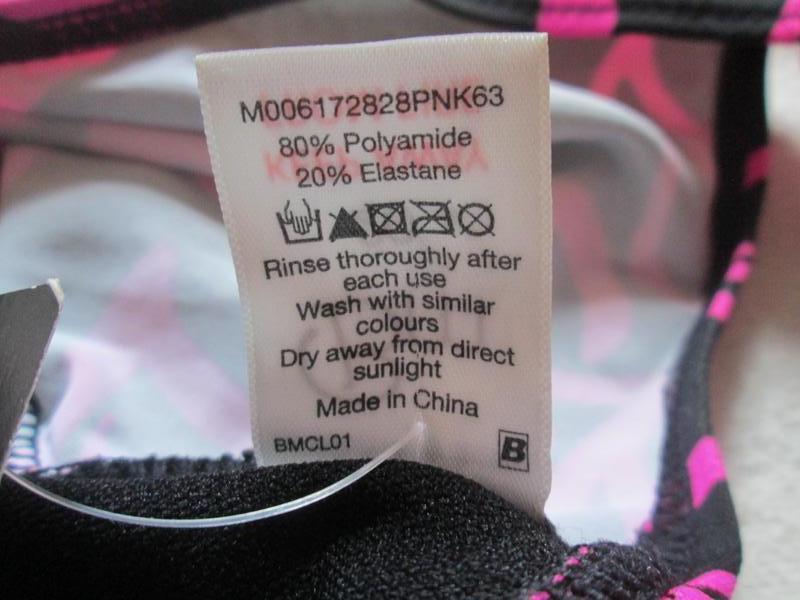 M006172828PNK63
80% Polyamide
20% Elastane
Rinse thoroughly after
each use
Wash with similar
colours
Dry away from direct
sunlight
Made in China
BMCL01
B